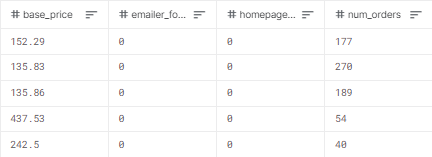 # base_price # emailer_fo... # homepage... # num_orders
152.29 0 0 177
135.83 0 0 270
135.86 0 0 189
437.53 0 0 54
242.5 0 0 40